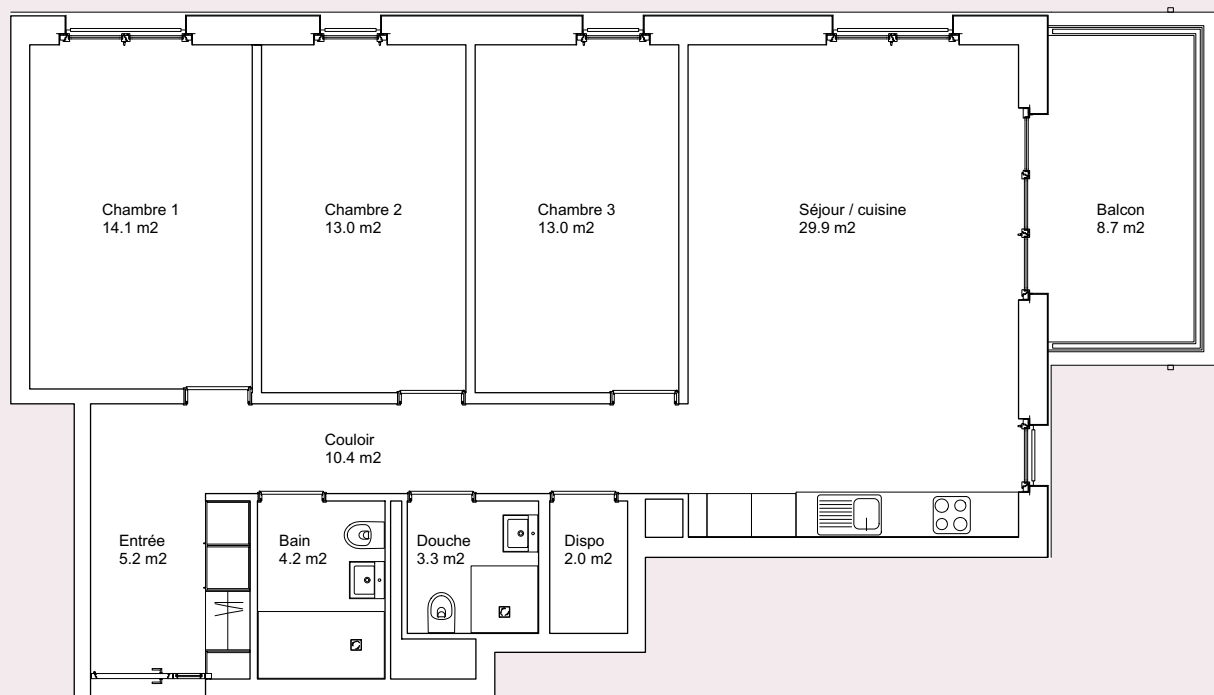 Chambre 1
14.1 m2
Chambre 2
13.0 m2
Chambre 3
13.0 m2
Séjour / cuisine
29.9 m2
Balcon
8.7 m2
Couloir
10.4 m2
Entrée
5.2 m2
Bain
4.2 m2
Douche
3.3 m2
Dispo
2.0 m2